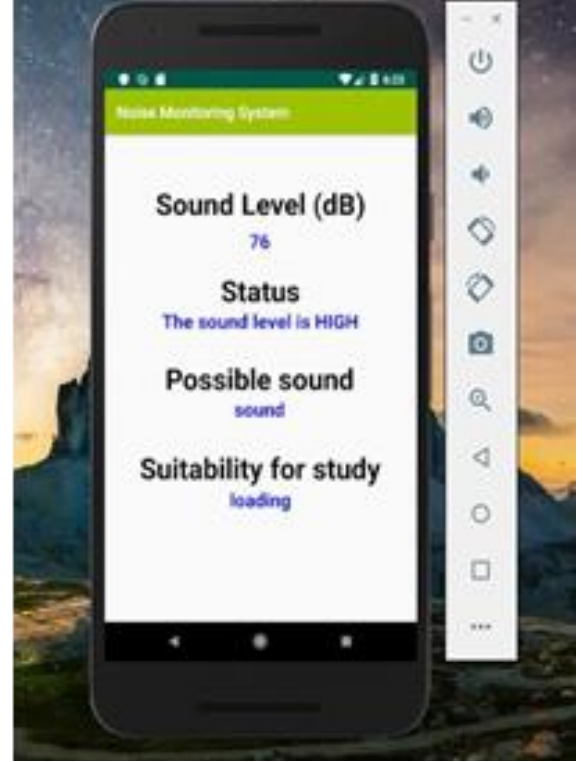 Noise Monitoring System
Sound Level (dB)
76
Status
The sound level is HIGH
Possible sound
sound
Suitability for study
loading